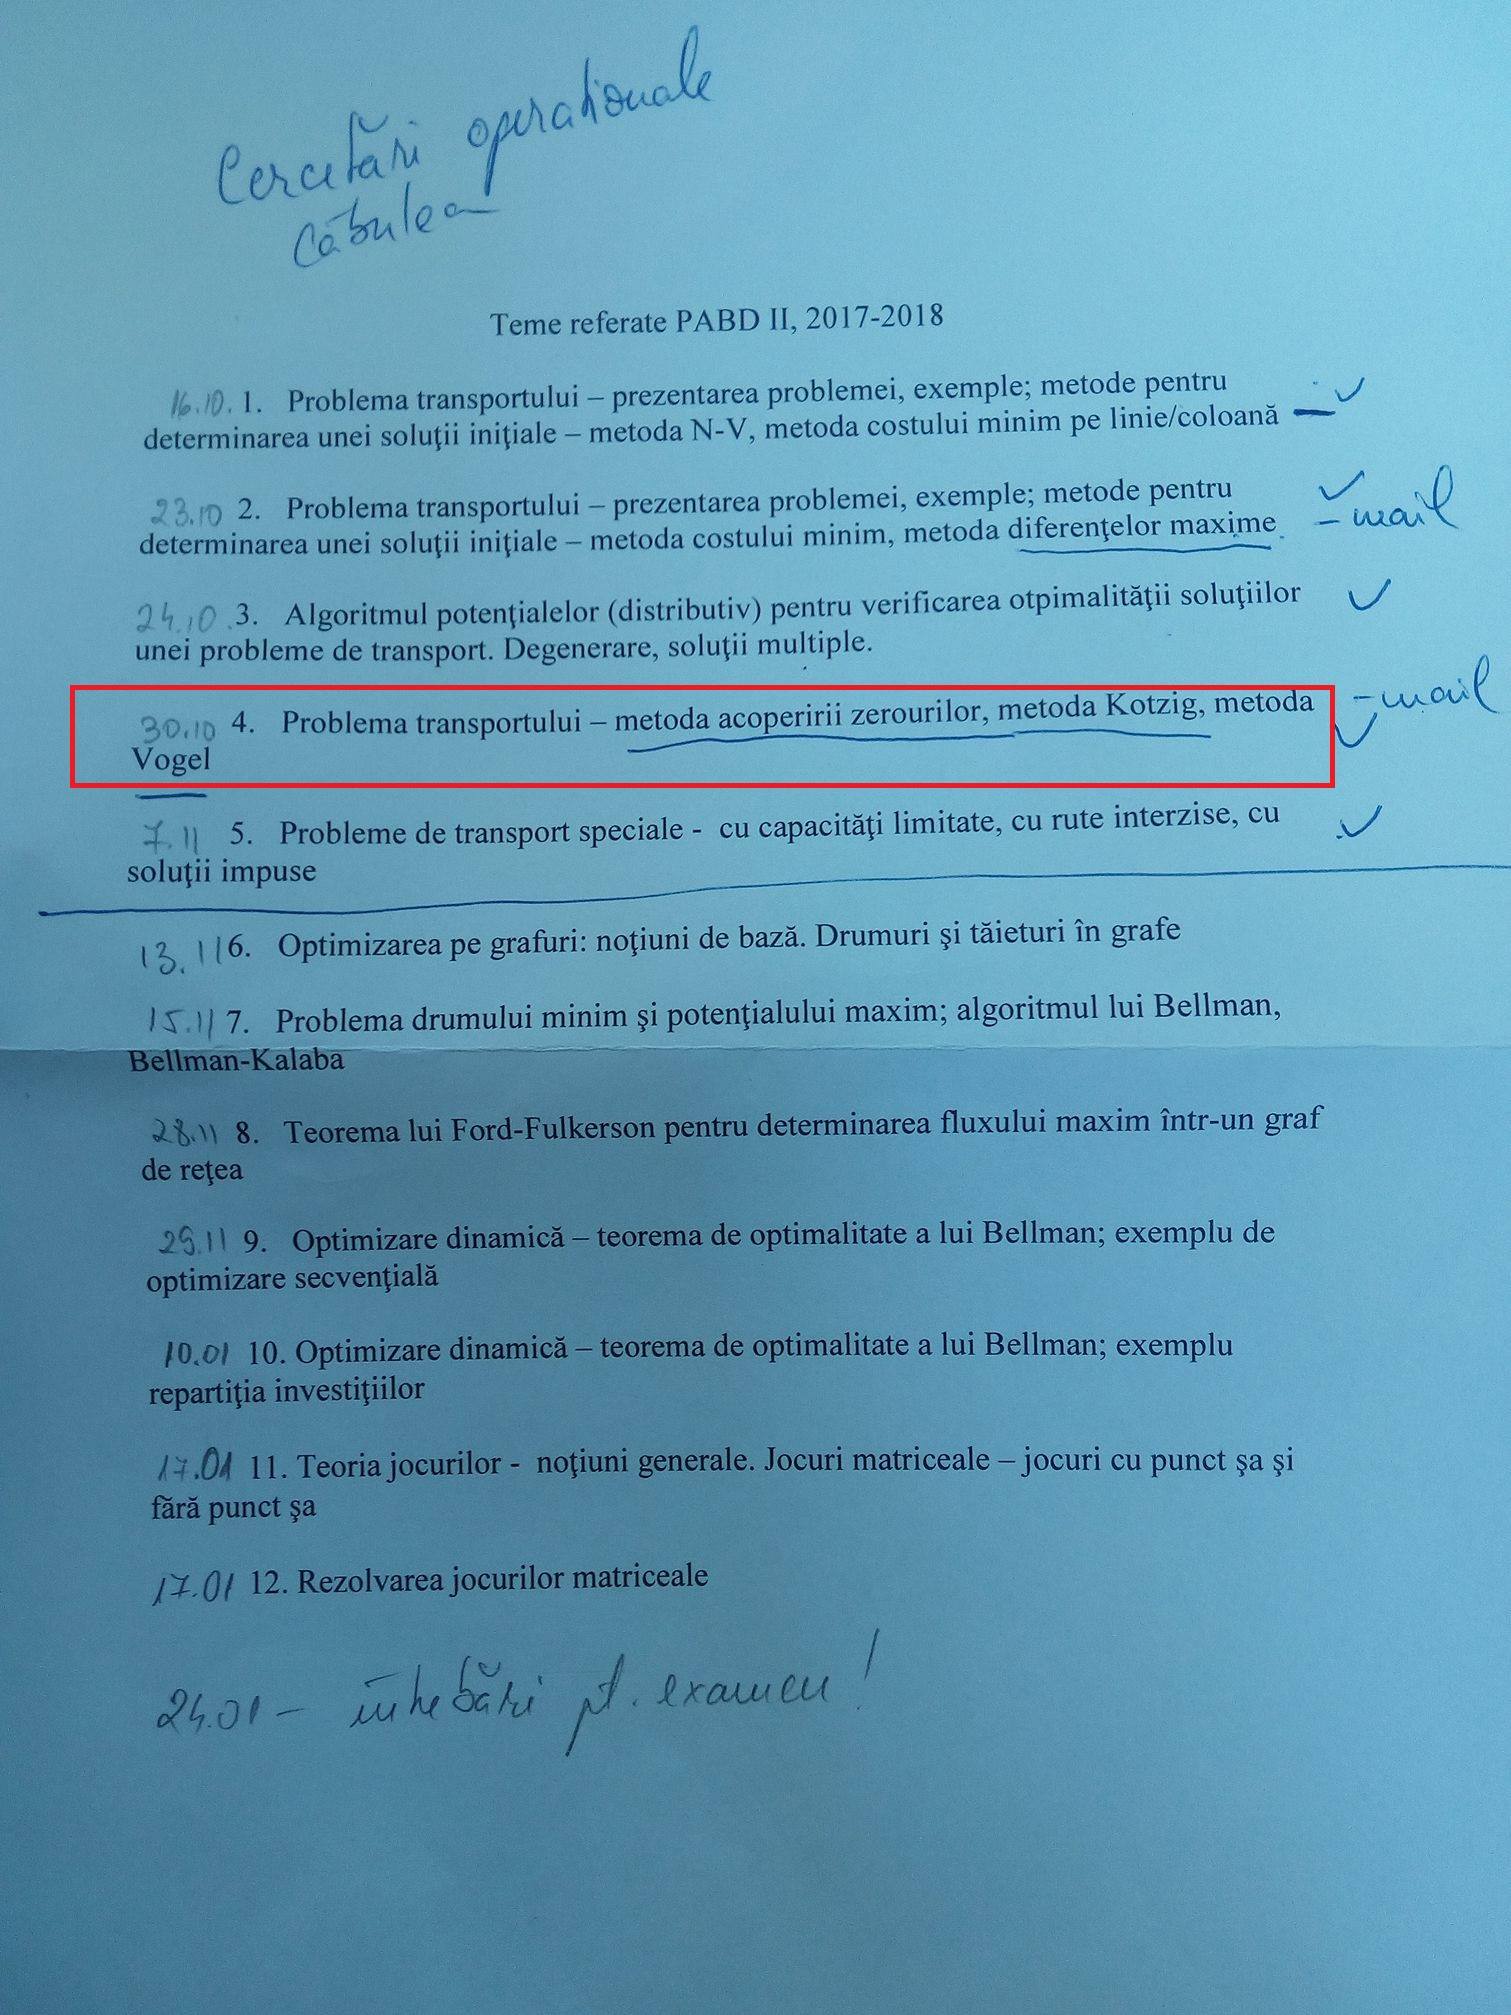 Cercetări operaționale
Căbulea
Teme referate PABD II, 2017-2018
16.10. 1. Problema transportului – prezentarea problemei, exemple; metode pentru
determinarea unei soluţii iniţiale – metoda N-V, metoda costului minim pe linie/coloană –
23.10 2. Problema transportului – prezentarea problemei, exemple; metode pentru
determinarea unei soluţii iniţiale – metoda costului minim, metoda diferenţelor maxime – mail
24.10 3. Algoritmul potenţialelor (distributiv) pentru verificarea otpimalităţii soluţiilor
unei probleme de transport. Degenerare, soluţii multiple.
30.10 4. Problema transportului – metoda acoperirii zerourilor, metoda Kotzig, metoda – mail
Vogel
7.11 5. Probleme de transport speciale - cu capacităţi limitate, cu rute interzise, cu
soluţii impuse
13.11 6. Optimizarea pe grafuri: noţiuni de bază. Drumuri şi tăieturi în grafe
15.11 7. Problema drumului minim şi potenţialului maxim; algoritmul lui Bellman,
Bellman-Kalaba
28.11 8. Teorema lui Ford-Fulkerson pentru determinarea fluxului maxim într-un graf
de reţea
29.11 9. Optimizare dinamică – teorema de optimalitate a lui Bellman; exemplu de
optimizare secvenţială
10.01 10. Optimizare dinamică – teorema de optimalitate a lui Bellman; exemplu
repartiţia investiţiilor
17.01 11. Teoria jocurilor - noţiuni generale. Jocuri matriceale – jocuri cu punct şa şi
fără punct şa
17.01 12. Rezolvarea jocurilor matriceale
24.01 – întrebări pt. examen!